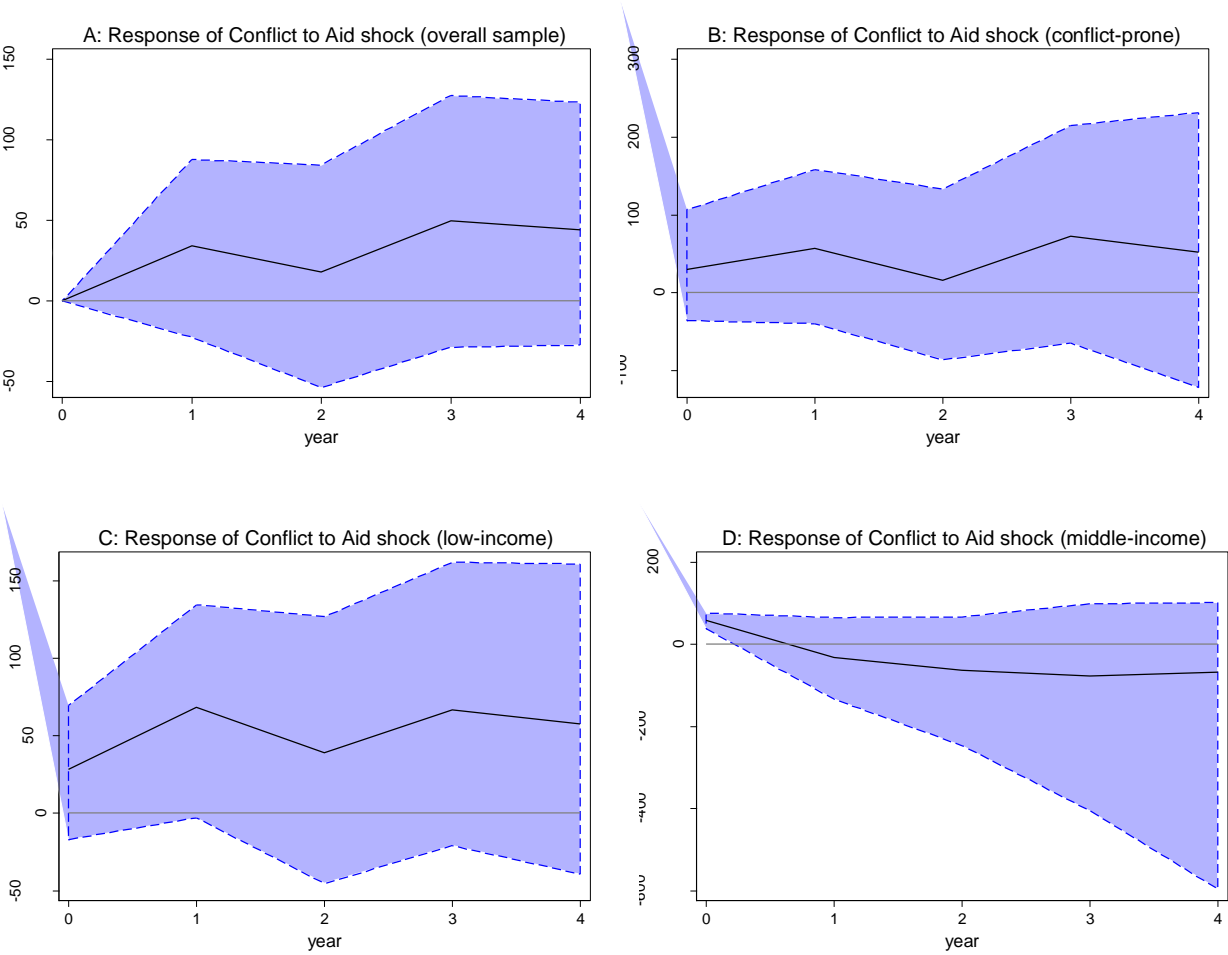 A: Response of Conflict to Aid shock (overall sample)
150
100
50
0
-50
0 1 2 3 4
year
B: Response of Conflict to Aid shock (conflict-prone)
300
200
100
0
-100
0 1 2 3 4
year
C: Response of Conflict to Aid shock (low-income)
150
100
50
0
-50
0 1 2 3 4
year
D: Response of Conflict to Aid shock (middle-income)
200
0
-200
-400
-600
0 1 2 3 4
year